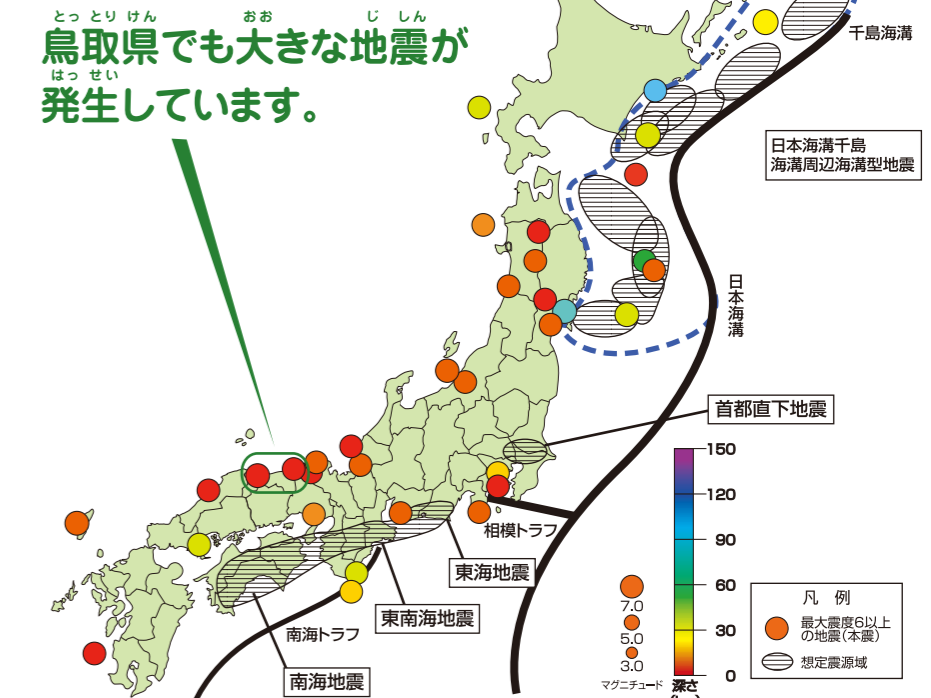 とっとりけん おお じしん
鳥取県でも大きな地震が
はっせい
発生しています。
千島海溝
日本海溝千島
海溝周辺海溝型地震
日本海溝
首都直下地震
相模トラフ
東海地震
東南海地震
南海トラフ
南海地震
150
120
90
60
30
0
深さ
7.0
5.0
3.0
マグニチュード
凡 例
最大震度6以上
の地震(本震)
想定震源域